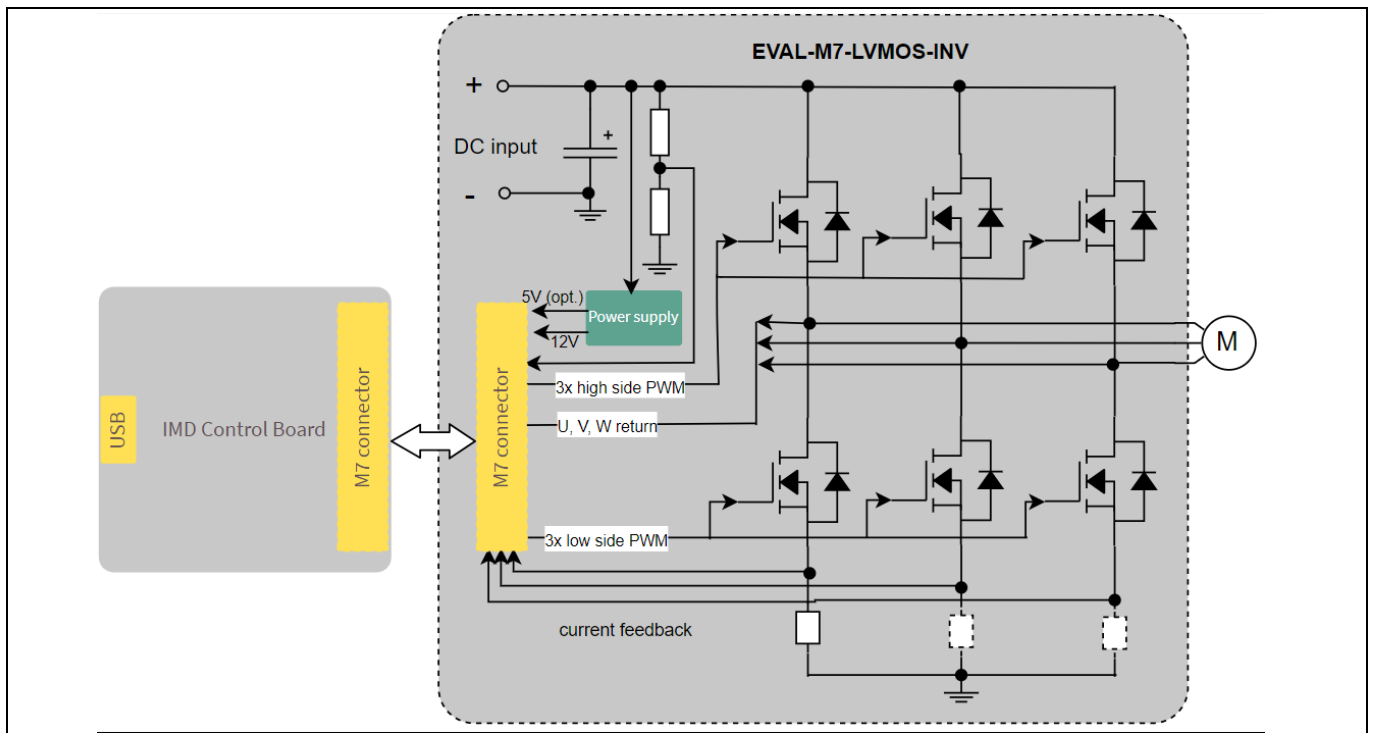 EVAL-M7-LVMOS-INV
+
+
DC input
-
5V (opt.)
Power supply
12V
M
3x high side PWM
U, V, W return
USB
IMD Control Board
M7 connector
M7 connector
3x low side PWM
current feedback